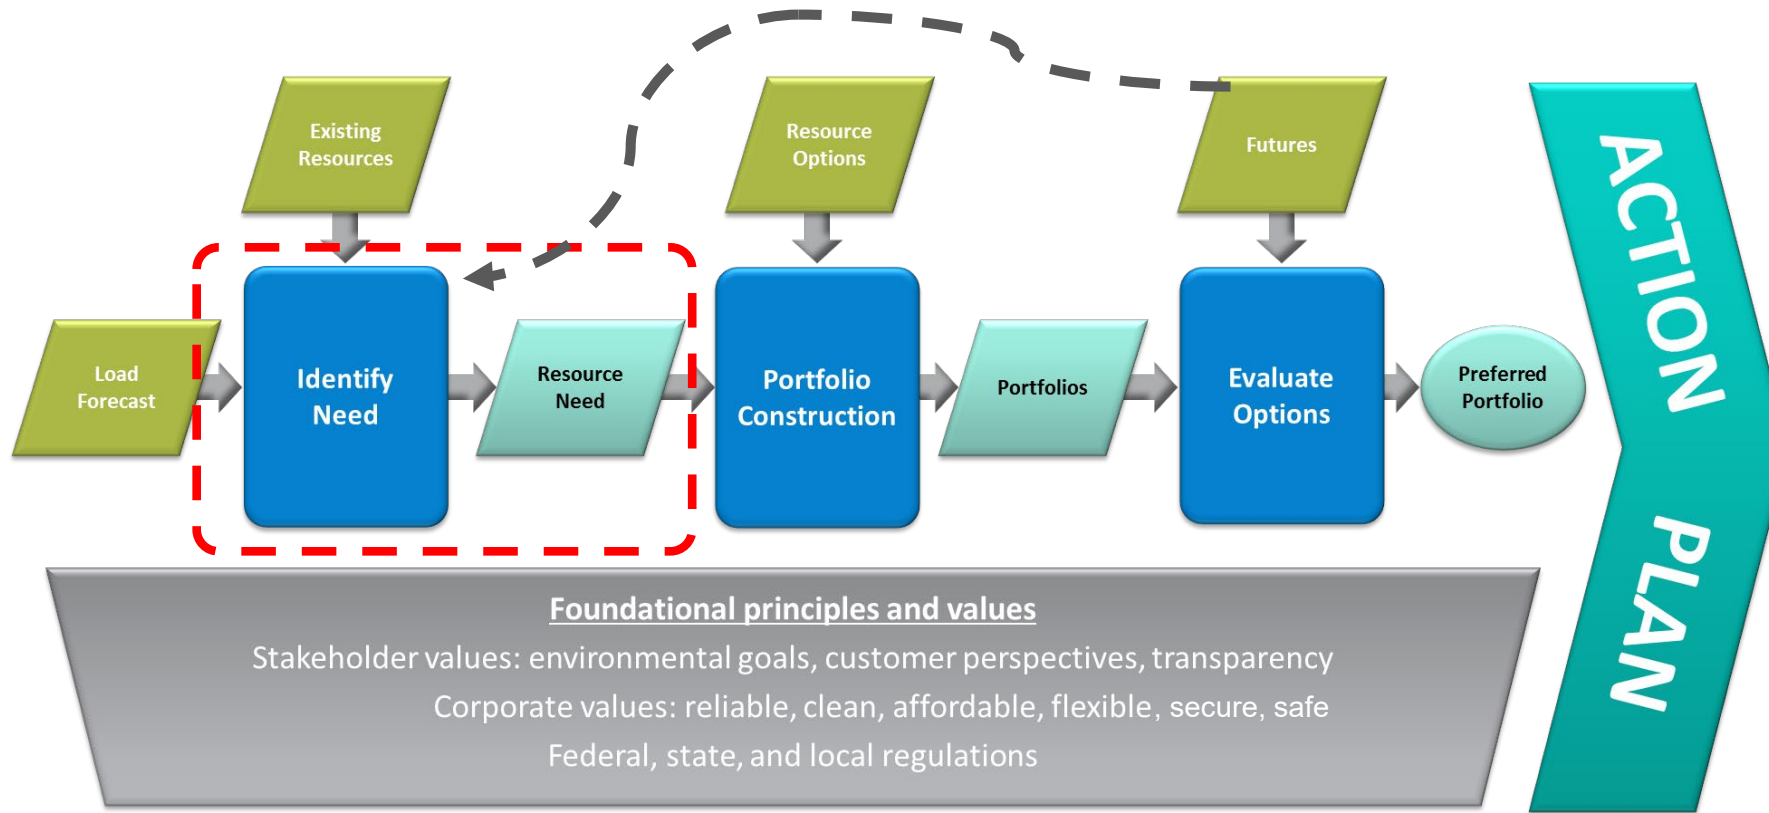 Existing
Resources
Resource
Options
Futures
Load
Forecast
Identify
Need
Resource
Need
Portfolio
Construction
Portfolios
Evaluate
Options
Preferred
Portfolio
ACTION
PLAN
Foundational principles and values
Stakeholder values: environmental goals, customer perspectives, transparency
Corporate values: reliable, clean, affordable, flexible, secure, safe
Federal, state, and local regulations